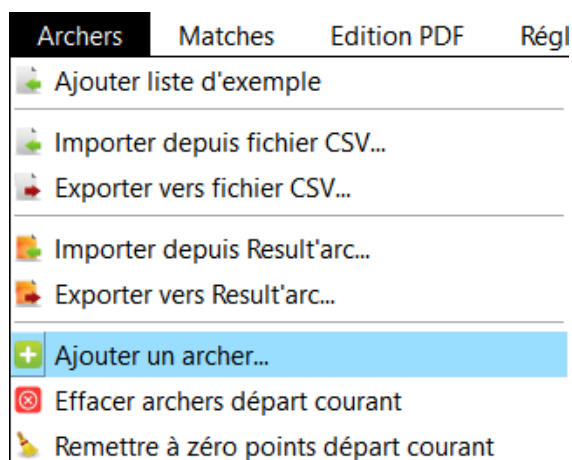 Archers Matches Edition PDF Régl
Ajouter liste d'exemple
Importer depuis fichier CSV...
Exporter vers fichier CSV...
Importer depuis Result'arc...
Exporter vers Result'arc...
Ajouter un archer...
Effacer archers départ courant
Remettre à zéro points départ courant